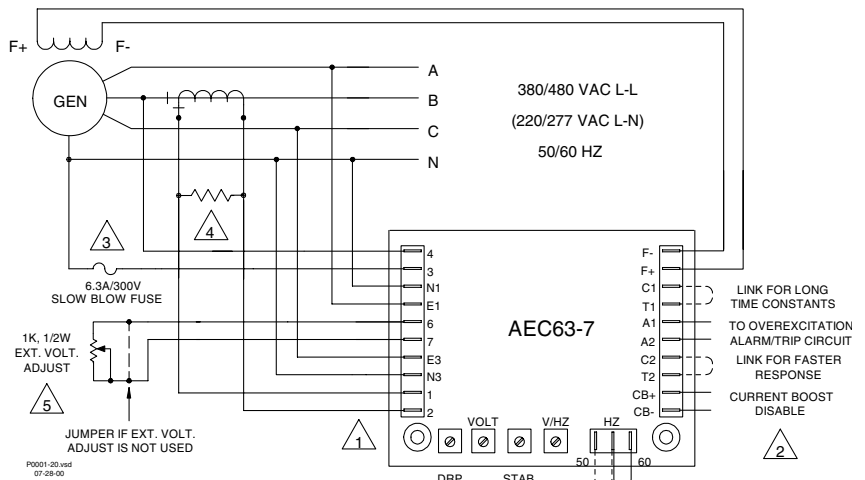 F+
F-
GEN
A
B
C
N
380/480 VAC L-L
(220/277 VAC L-N)
50/60 HZ
3
4
6.3A/300V
SLOW BLOW FUSE
1K, 1/2W
EXT. VOLT.
ADJUST
5
JUMPER IF EXT. VOLT.
ADJUST IS NOT USED
P0001-20.vsd
07-28-00
1
4
3
N1
E1
6
7
E3
N3
1
2
AEC63-7
F-
F+
C1
T1
A1
A2
C2
T2
CB+
CB-
LINK FOR LONG
TIME CONSTANTS
TO OVEREXCITATION
ALARM/TRIP CIRCUIT
LINK FOR FASTER
RESPONSE
CURRENT BOOST
DISABLE
2
VOLT
V/HZ
HZ
50
60
DRP
STAB